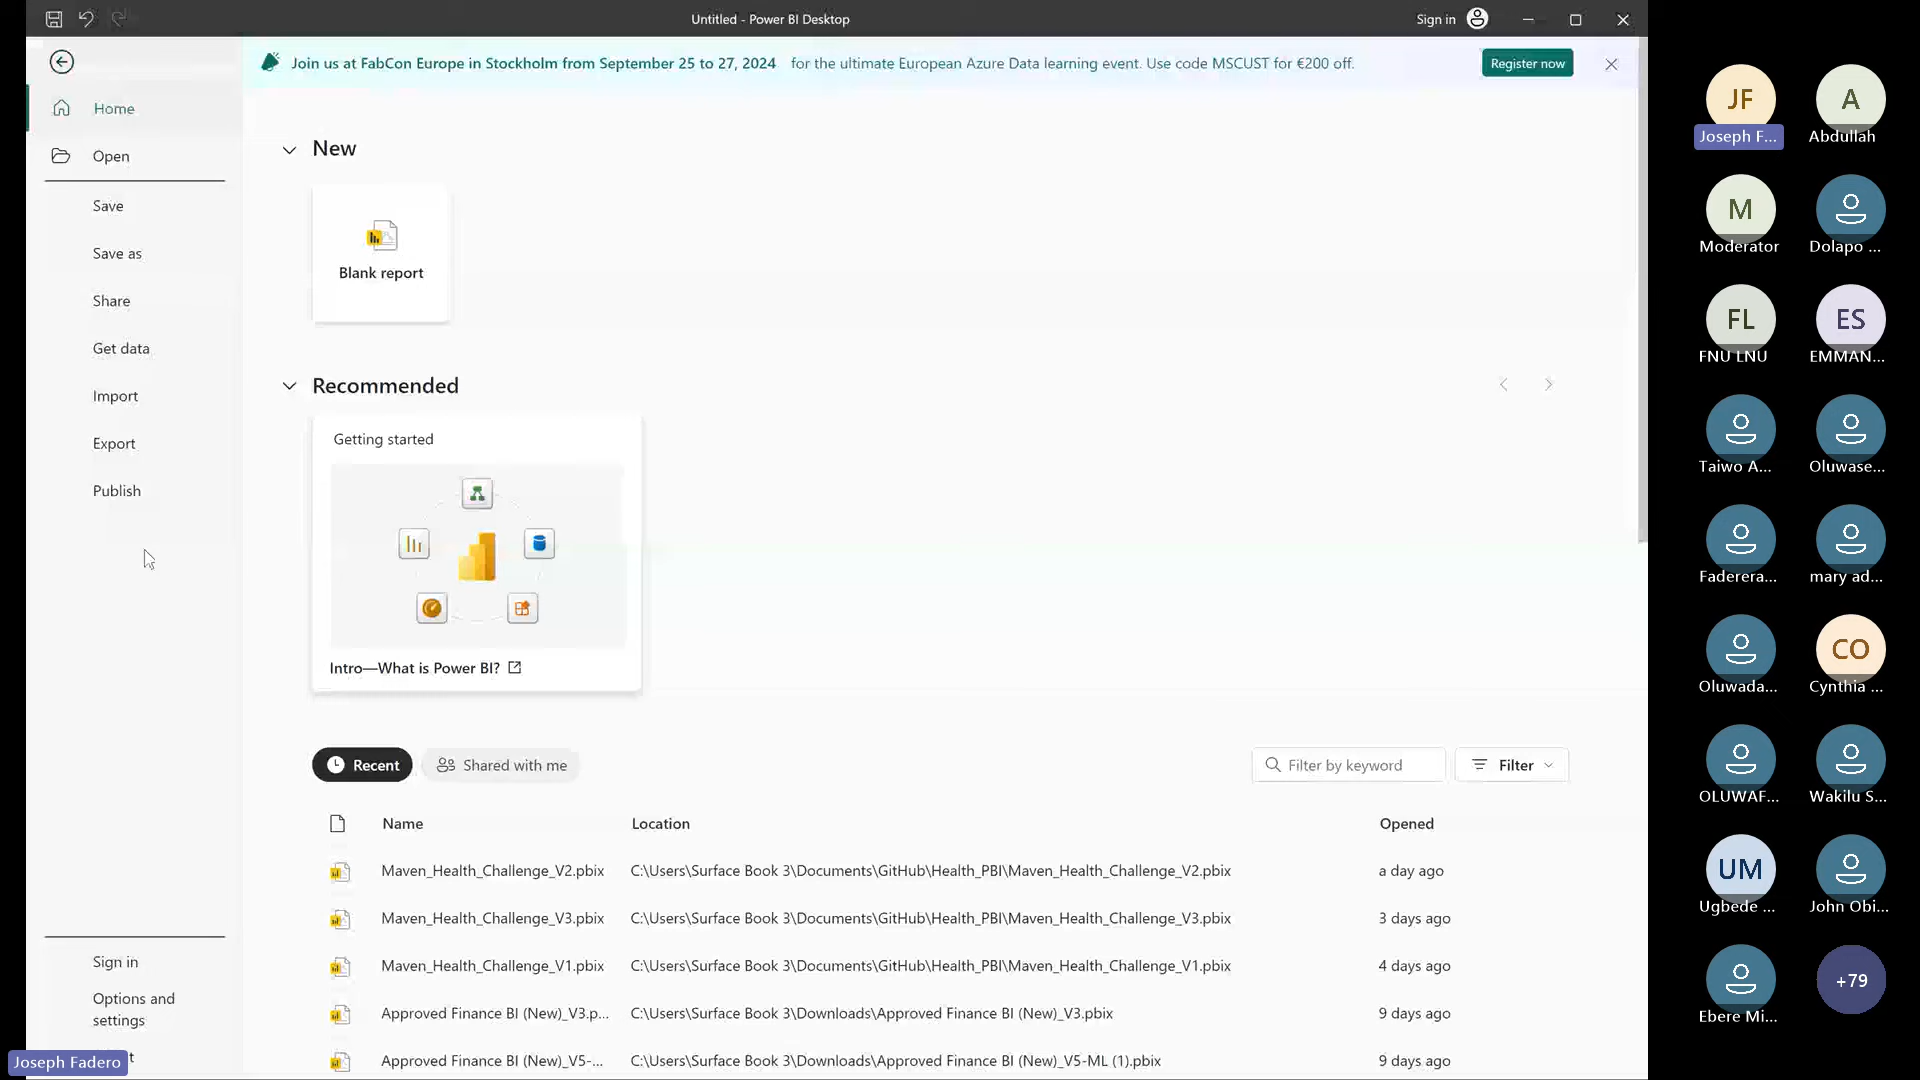 Untitled - Power BI Desktop
Sign in
Join us at FabCon Europe in Stockholm from September 25 to 27, 2024 for the ultimate European Azure Data learning event. Use code MSCUST for €200 off.
Register now
Home
Open
Save
Save as
Share
Get data
Import
Export
Publish
Sign in
Options and
settings
Joseph Fadero
New
Blank report
Recommended
Getting started
Intro—What is Power BI?
Recent
Shared with me
Filter by keyword
Filter
Name Location Opened
Maven_Health_Challenge_V2.pbix C:\Users\Surface Book 3\Documents\GitHub\Health_PBI\Maven_Health_Challenge_V2.pbix a day ago
Maven_Health_Challenge_V3.pbix C:\Users\Surface Book 3\Documents\GitHub\Health_PBI\Maven_Health_Challenge_V3.pbix 3 days ago
Maven_Health_Challenge_V1.pbix C:\Users\Surface Book 3\Documents\GitHub\Health_PBI\Maven_Health_Challenge_V1.pbix 4 days ago
Approved Finance BI (New)_V3.p... C:\Users\Surface Book 3\Downloads\Approved Finance BI (New)_V3.pbix 9 days ago
Approved Finance BI (New)_V5-... C:\Users\Surface Book 3\Downloads\Approved Finance BI (New)_V5-ML (1).pbix 9 days ago
JF A
Joseph F... Abdullah
M
Moderator Dolapo ...
FL ES
FNU LNU EMMAN...
Taiwo A... Oluwase...
Faderera... mary ad...
CO
Oluwada... Cynthia ...
OLUWAF... Wakilu S...
UM
Ugbede ... John Obi...
+79
Ebere Mi...